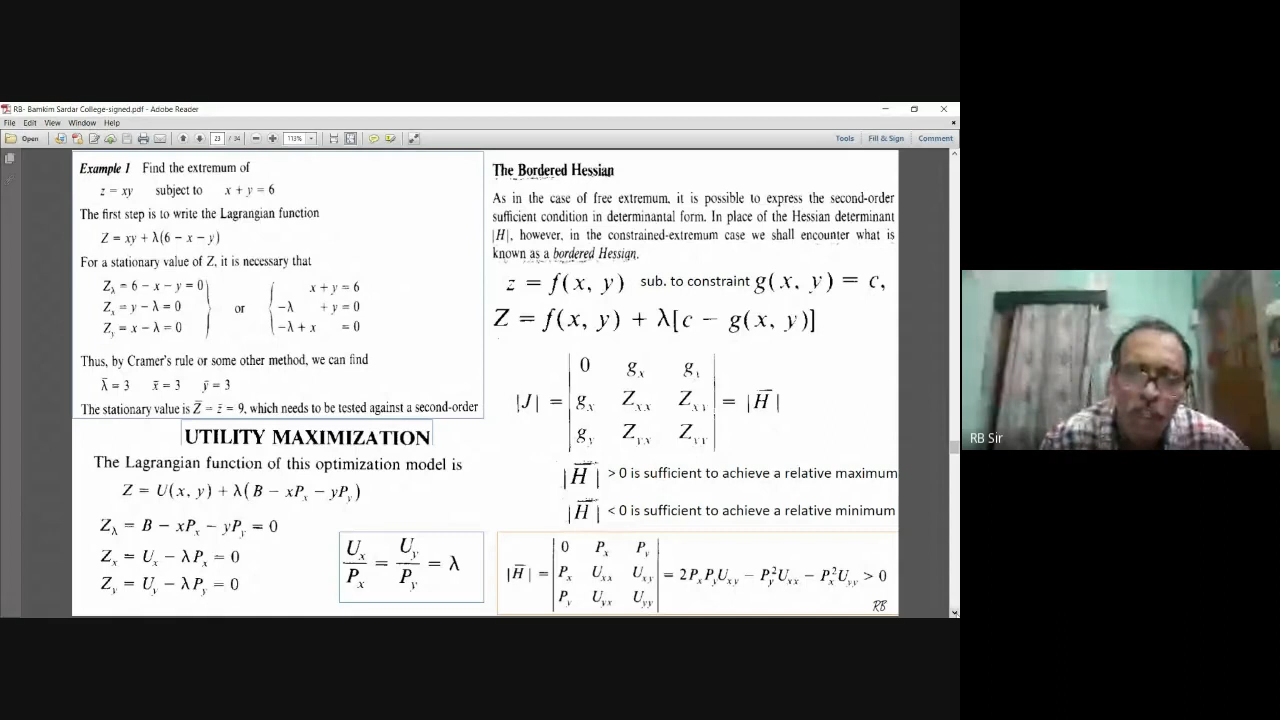 RB- Bamkim Sardar College-signed.pdf - Adobe Reader
File Edit View Window Help
Open 23 / 34 113% Tools Fill & Sign Comment
Example 1 Find the extremum of
z = xy subject to x + y = 6
The first step is to write the Lagrangian function
Z = xy + λ(6 − x − y)
For a stationary value of Z, it is necessary that
Z_λ = 6 − x − y = 0 } or { x + y = 6
Z_x = y − λ = 0 −λ + y = 0
Z_y = x − λ = 0 −λ + x = 0
Thus, by Cramer's rule or some other method, we can find
λ̄ = 3 x̄ = 3 ȳ = 3
The stationary value is Z̄ = z̄ = 9, which needs to be tested against a second-order
UTILITY MAXIMIZATION
The Lagrangian function of this optimization model is
Z = U(x, y) + λ(B − xP_x − yP_y)
Z_λ = B − xP_x − yP_y = 0
Z_x = U_x − λP_x = 0
Z_y = U_y − λP_y = 0
U_x/P_x = U_y/P_y = λ
The Bordered Hessian
As in the case of free extremum, it is possible to express the second-order
sufficient condition in determinantal form. In place of the Hessian determinant
|H|, however, in the constrained-extremum case we shall encounter what is
known as a bordered Hessian.
z = f(x, y) sub. to constraint g(x, y) = c,
Z = f(x, y) + λ[c − g(x, y)]
0 g_x g_y
|J| = g_x Z_xx Z_xy = |H̄|
g_y Z_yx Z_yy
|H̄| > 0 is sufficient to achieve a relative maximum
|H̄| < 0 is sufficient to achieve a relative minimum
0 P_x P_y
|H̄| = P_x U_xx U_xy = 2P_xP_yU_xy − P_y²U_xx − P_x²U_yy > 0
P_y U_yx U_yy
RB
RB Sir